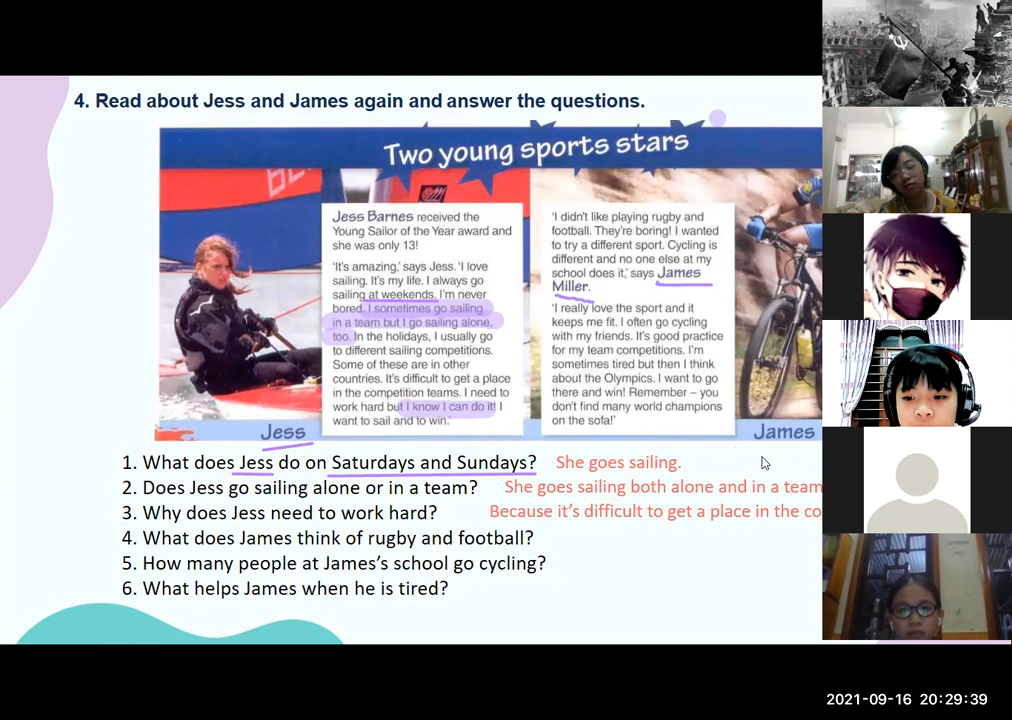 4. Read about Jess and James again and answer the questions.
Two young sports stars
Jess Barnes received the
Young Sailor of the Year award and
she was only 13!
'It's amazing,' says Jess. 'I love
sailing. It's my life. I always go
sailing at weekends. I'm never
bored. I sometimes go sailing
in a team but I go sailing alone,
too. In the holidays, I usually go
to different sailing competitions.
Some of these are in other
countries. It's difficult to get a place
in the competition teams. I need to
work hard but I know I can do it! I
want to sail and to win.'
Jess
'I didn't like playing rugby and
football. They're boring! I wanted
to try a different sport. Cycling is
different and no one else at my
school does it,' says James
Miller.
'I really love the sport and it
keeps me fit. I often go cycling
with my friends. It's good practice
for my team competitions. I'm
sometimes tired but then I think
about the Olympics. I want to go
there and win! Remember – you
don't find many world champions
on the sofa!'
James
1. What does Jess do on Saturdays and Sundays? She goes sailing.
2. Does Jess go sailing alone or in a team? She goes sailing both alone and in a team
3. Why does Jess need to work hard? Because it's difficult to get a place in the co
4. What does James think of rugby and football?
5. How many people at James's school go cycling?
6. What helps James when he is tired?
2021-09-16 20:29:39